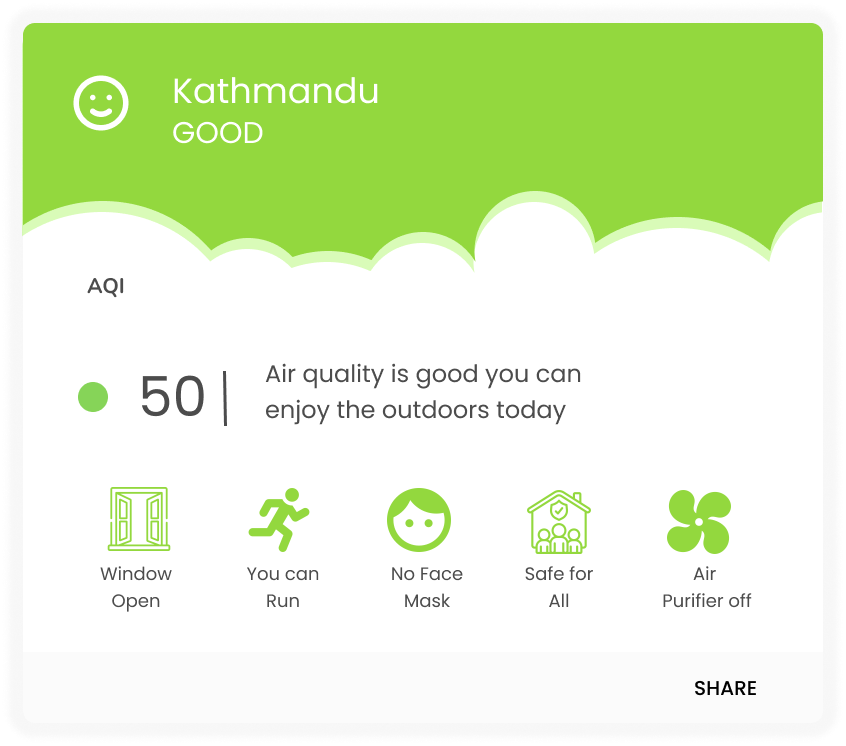 Kathmandu
GOOD
AQI
50
Air quality is good you can
enjoy the outdoors today
Window
Open
You can
Run
No Face
Mask
Safe for
All
Air
Purifier off
SHARE